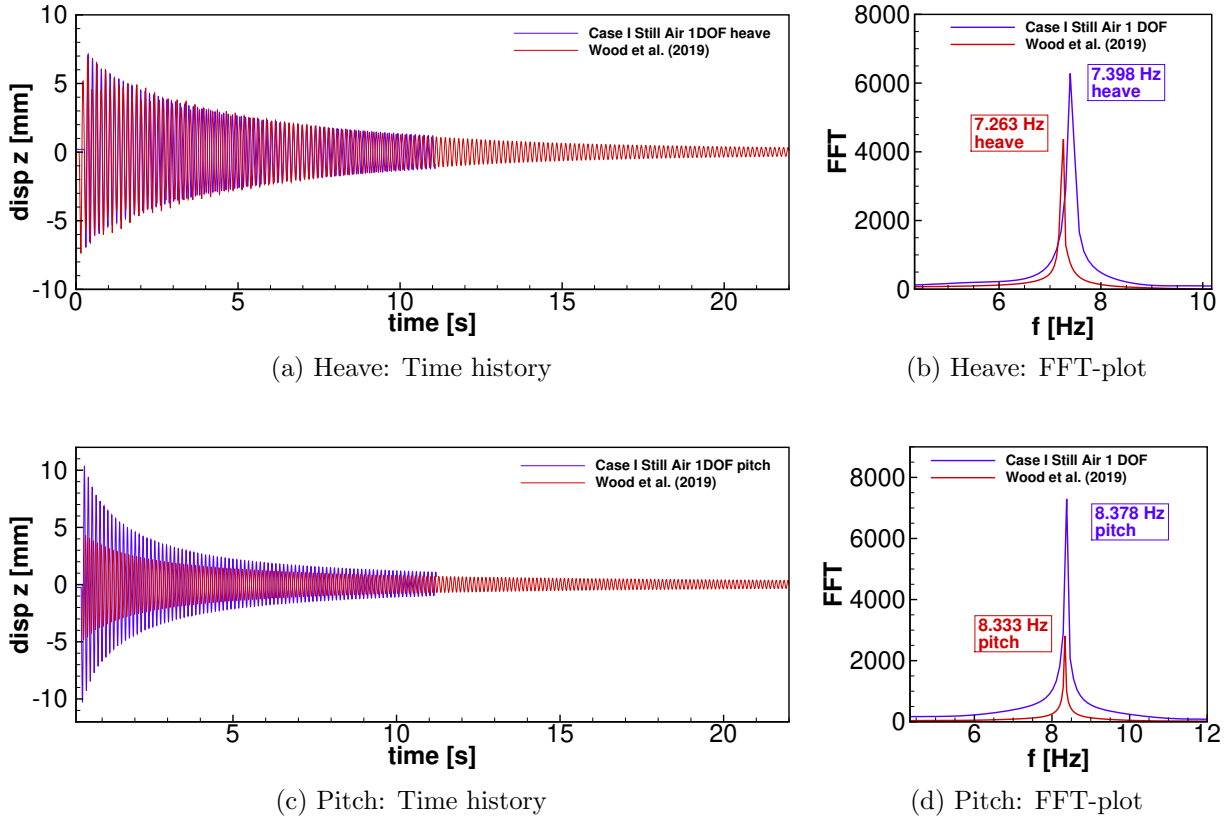 10
5
0
-5
-10
disp z [mm]
0
5
10
15
20
time [s]
Case I Still Air 1DOF heave
Wood et al. (2019)
(a) Heave: Time history
8000
6000
4000
2000
0
FFT
6
8
10
f [Hz]
Case I Still Air 1 DOF
Wood et al. (2019)
7.398 Hz
heave
7.263 Hz
heave
(b) Heave: FFT-plot
10
5
0
-5
-10
disp z [mm]
5
10
15
20
time [s]
Case I Still Air 1DOF pitch
Wood et al. (2019)
(c) Pitch: Time history
8000
6000
4000
2000
0
FFT
6
8
10
12
f [Hz]
Case I Still Air 1 DOF
Wood et al. (2019)
8.378 Hz
pitch
8.333 Hz
pitch
(d) Pitch: FFT-plot